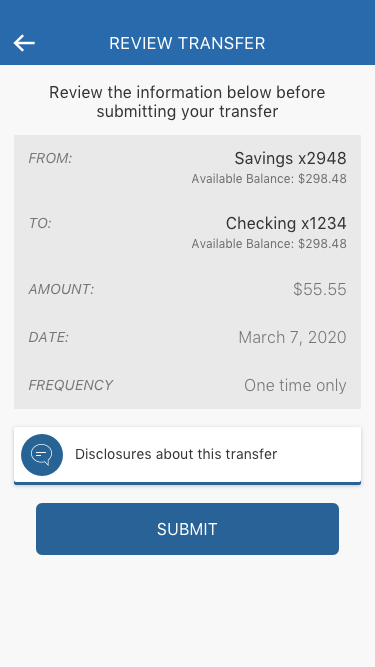 REVIEW TRANSFER
Review the information below before
submitting your transfer
FROM: Savings x2948
Available Balance: $298.48
TO: Checking x1234
Available Balance: $298.48
AMOUNT: $55.55
DATE: March 7, 2020
FREQUENCY One time only
Disclosures about this transfer
SUBMIT